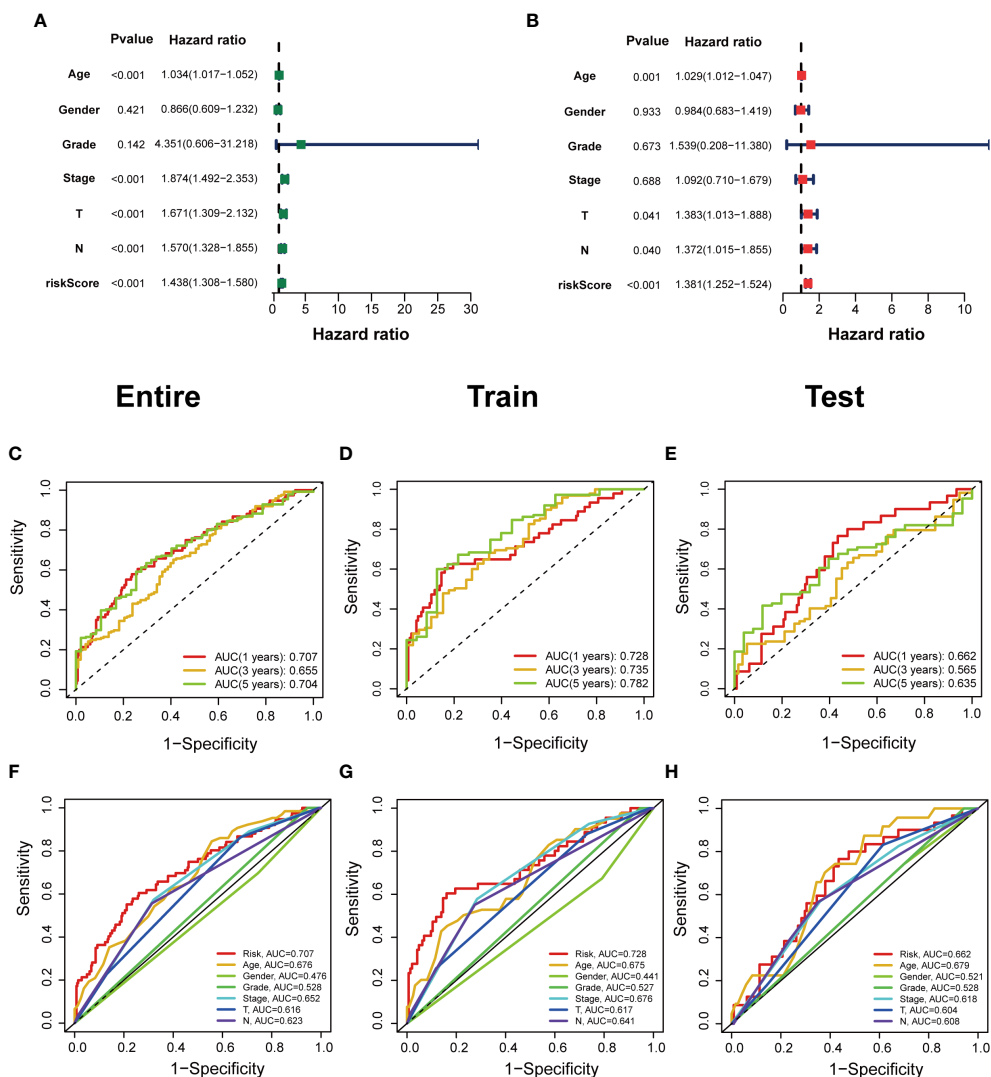 A
Pvalue Hazard ratio
Age <0.001 1.034(1.017−1.052)
Gender 0.421 0.866(0.609−1.232)
Grade 0.142 4.351(0.606−31.218)
Stage <0.001 1.874(1.492−2.353)
T <0.001 1.671(1.309−2.132)
N <0.001 1.570(1.328−1.855)
riskScore <0.001 1.438(1.308−1.580)
0 5 10 15 20 25 30
Hazard ratio
B
Pvalue Hazard ratio
Age 0.001 1.029(1.012−1.047)
Gender 0.933 0.984(0.683−1.419)
Grade 0.673 1.539(0.208−11.380)
Stage 0.688 1.092(0.710−1.679)
T 0.041 1.383(1.013−1.888)
N 0.040 1.372(1.015−1.855)
riskScore <0.001 1.381(1.252−1.524)
0 2 4 6 8 10
Hazard ratio
Entire Train Test
C
Sensitivity
0.0 0.2 0.4 0.6 0.8 1.0
AUC(1 years): 0.707
AUC(3 years): 0.655
AUC(5 years): 0.704
0.0 0.2 0.4 0.6 0.8 1.0
1−Specificity
D
Sensitivity
0.0 0.2 0.4 0.6 0.8 1.0
AUC(1 years): 0.728
AUC(3 years): 0.735
AUC(5 years): 0.782
0.0 0.2 0.4 0.6 0.8 1.0
1−Specificity
E
Sensitivity
0.0 0.2 0.4 0.6 0.8 1.0
AUC(1 years): 0.662
AUC(3 years): 0.565
AUC(5 years): 0.635
0.0 0.2 0.4 0.6 0.8 1.0
1−Specificity
F
Sensitivity
0.0 0.2 0.4 0.6 0.8 1.0
Risk, AUC=0.707
Age, AUC=0.676
Gender, AUC=0.476
Grade, AUC=0.528
Stage, AUC=0.652
T, AUC=0.616
N, AUC=0.623
0.0 0.2 0.4 0.6 0.8 1.0
1−Specificity
G
Sensitivity
0.0 0.2 0.4 0.6 0.8 1.0
Risk, AUC=0.728
Age, AUC=0.675
Gender, AUC=0.441
Grade, AUC=0.527
Stage, AUC=0.676
T, AUC=0.617
N, AUC=0.641
0.0 0.2 0.4 0.6 0.8 1.0
1−Specificity
H
Sensitivity
0.0 0.2 0.4 0.6 0.8 1.0
Risk, AUC=0.662
Age, AUC=0.679
Gender, AUC=0.521
Grade, AUC=0.528
Stage, AUC=0.618
T, AUC=0.604
N, AUC=0.608
0.0 0.2 0.4 0.6 0.8 1.0
1−Specificity